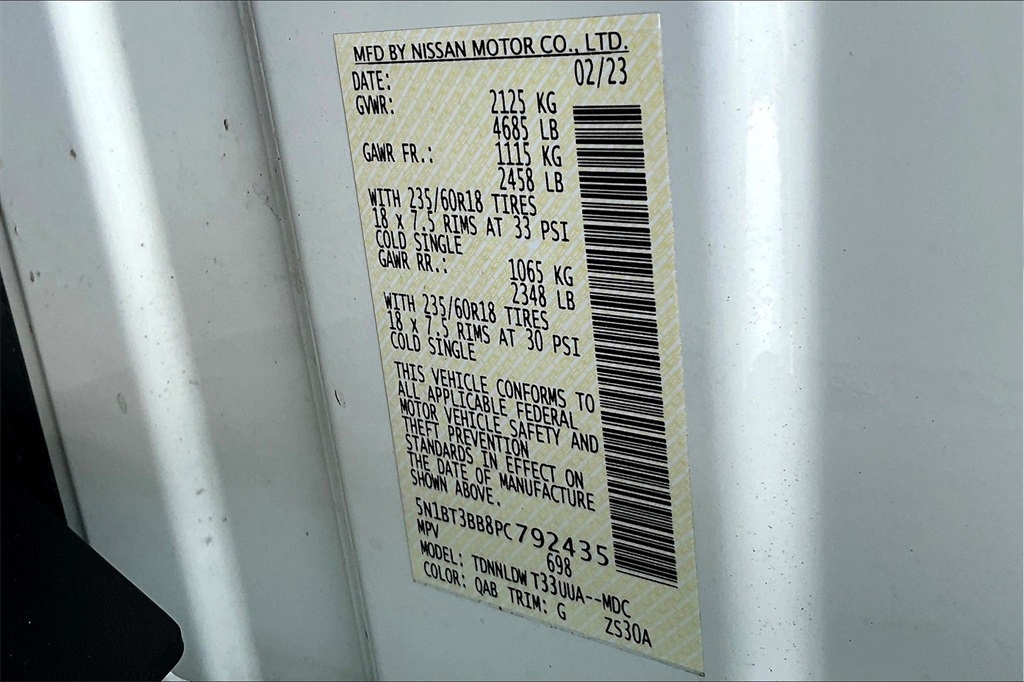 MFD BY NISSAN MOTOR CO., LTD.
DATE: 02/23
GVWR: 2125 KG
4685 LB
GAWR FR.: 1115 KG
2458 LB
WITH 235/60R18 TIRES
18 x 7.5 RIMS AT 33 PSI
COLD SINGLE
GAWR RR.: 1065 KG
2348 LB
WITH 235/60R18 TIRES
18 x 7.5 RIMS AT 30 PSI
COLD SINGLE
THIS VEHICLE CONFORMS TO
ALL APPLICABLE FEDERAL
MOTOR VEHICLE SAFETY AND
THEFT PREVENTION
STANDARDS IN EFFECT ON
THE DATE OF MANUFACTURE
SHOWN ABOVE.
5N1BT3BB8PC792435
MPV 698
MODEL: TDNNLDW T33UUA--MDC
COLOR: QAB TRIM: G ZS30A